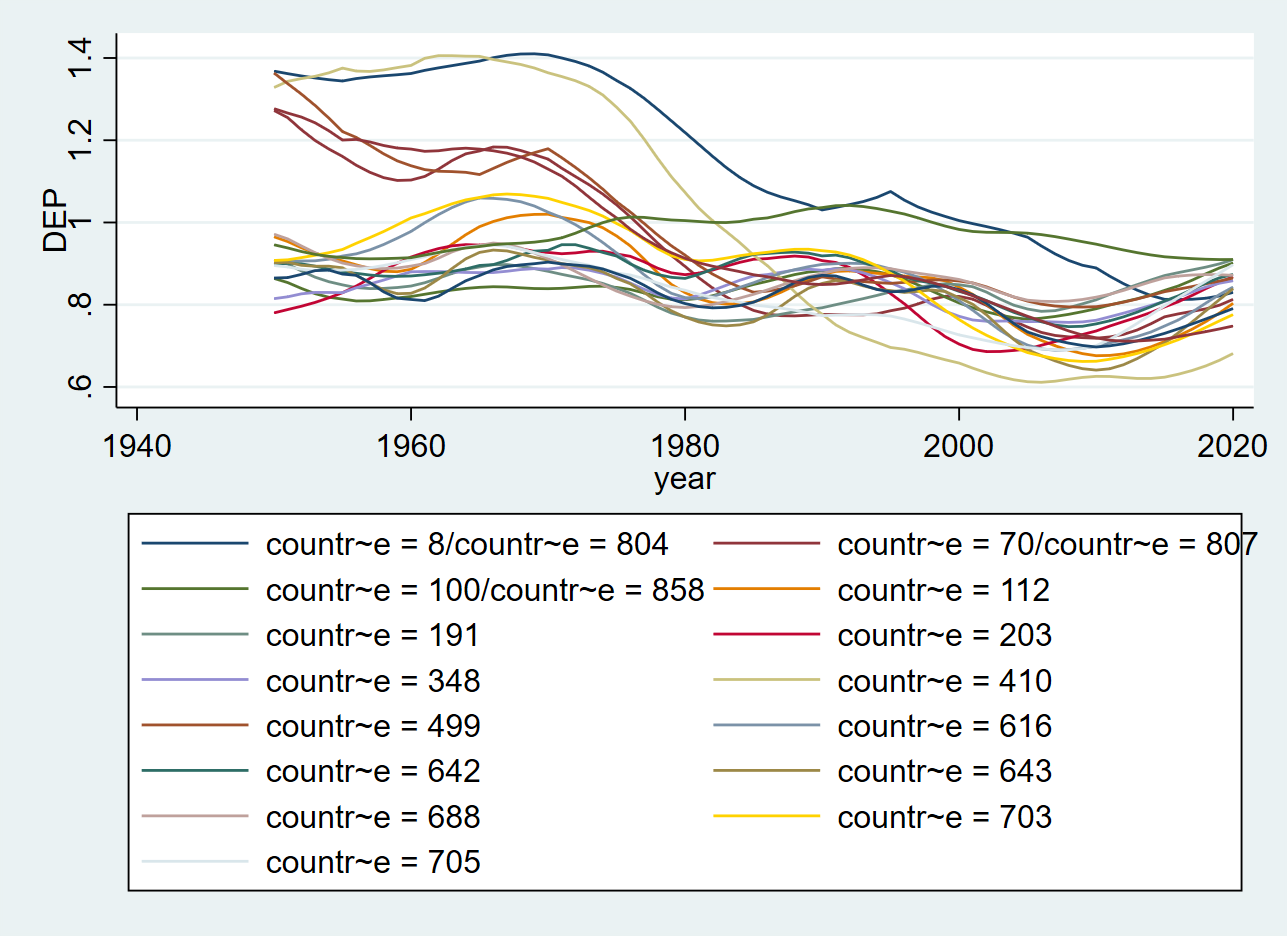 1.4
1.2
1
.8
.6
DEP
1940 1960 1980 2000 2020
year
countr~e = 8/countr~e = 804 countr~e = 70/countr~e = 807
countr~e = 100/countr~e = 858 countr~e = 112
countr~e = 191 countr~e = 203
countr~e = 348 countr~e = 410
countr~e = 499 countr~e = 616
countr~e = 642 countr~e = 643
countr~e = 688 countr~e = 703
countr~e = 705